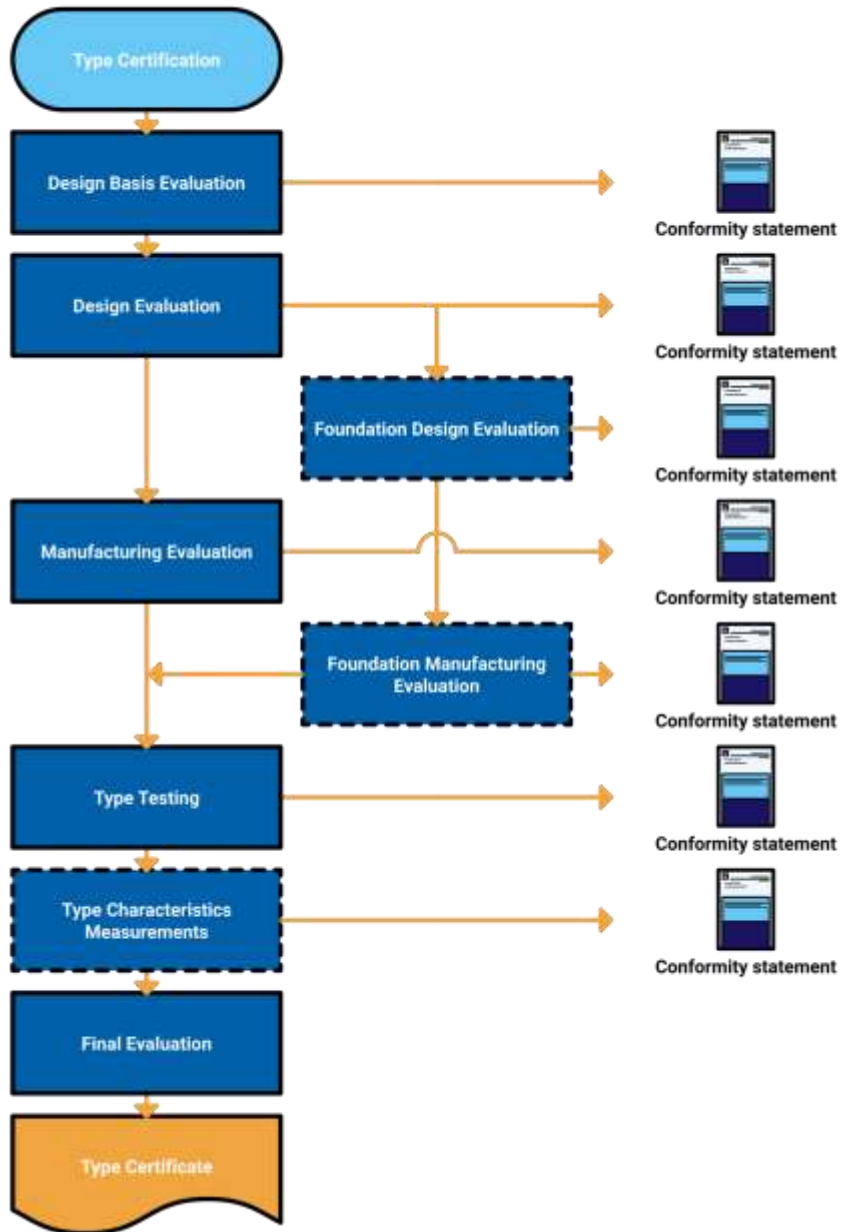 Type Certification
Design Basis Evaluation
Conformity statement
Design Evaluation
Conformity statement
Foundation Design Evaluation
Conformity statement
Manufacturing Evaluation
Conformity statement
Foundation Manufacturing
Evaluation
Conformity statement
Type Testing
Conformity statement
Type Characteristics
Measurements
Conformity statement
Final Evaluation
Type Certificate